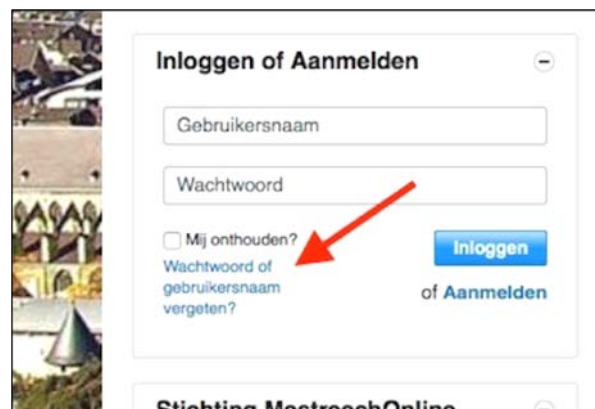 Inloggen of Aanmelden
Gebruikersnaam
Wachtwoord
Mij onthouden?
Inloggen
Wachtwoord of
gebruikersnaam
vergeten?
of Aanmelden
Stichting MestreechOnline